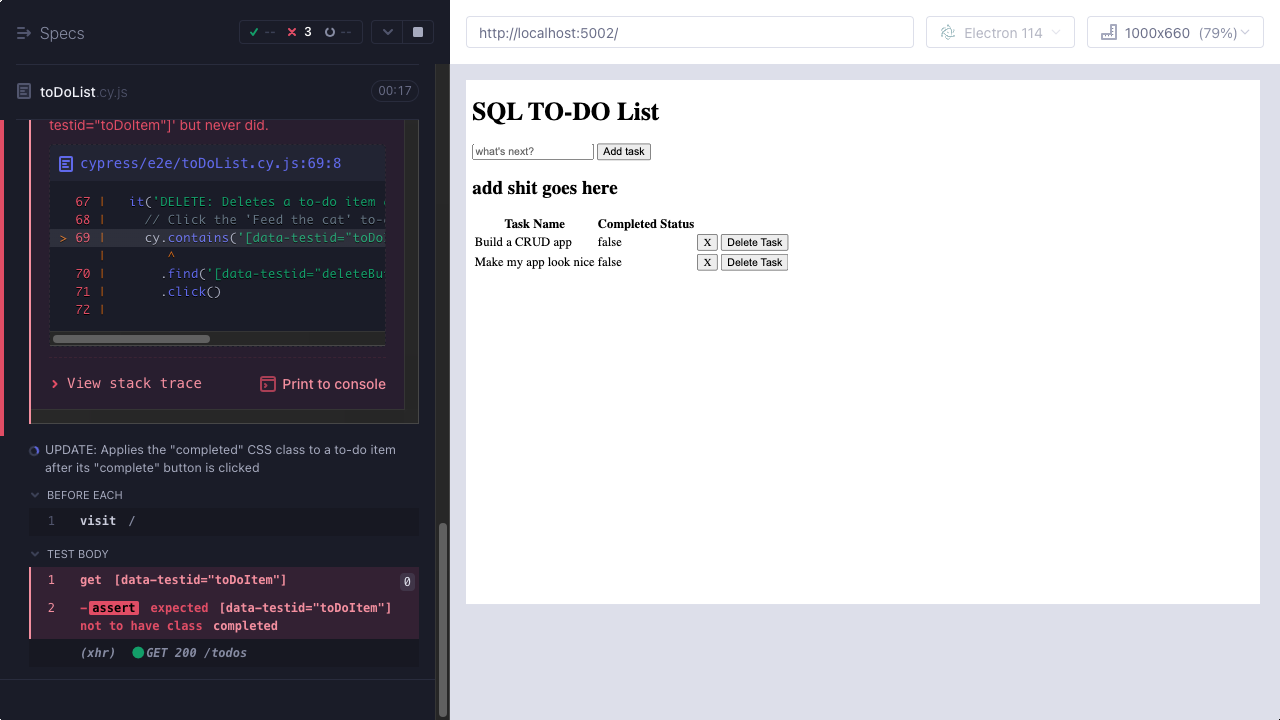 Specs
--
3
--
toDoList.cy.js
00:17
testid="toDoItem"]' but never did.
cypress/e2e/toDoList.cy.js:69:8
67 | it('DELETE: Deletes a to-do item
68 | // Click the 'Feed the cat' to-
> 69 | cy.contains('[data-testid="toDo
| ^
70 | .find('[data-testid="deleteBu
71 | .click()
72 |
View stack trace
Print to console
UPDATE: Applies the "completed" CSS class to a to-do item
after its "complete" button is clicked
BEFORE EACH
1 visit /
TEST BODY
1 get [data-testid="toDoItem"] 0
2 -assert expected [data-testid="toDoItem"]
not to have class completed
(xhr) GET 200 /todos
http://localhost:5002/
Electron 114
1000x660 (79%)
SQL TO-DO List
what's next? Add task
add shit goes here
Task Name Completed Status
Build a CRUD app false X Delete Task
Make my app look nice false X Delete Task